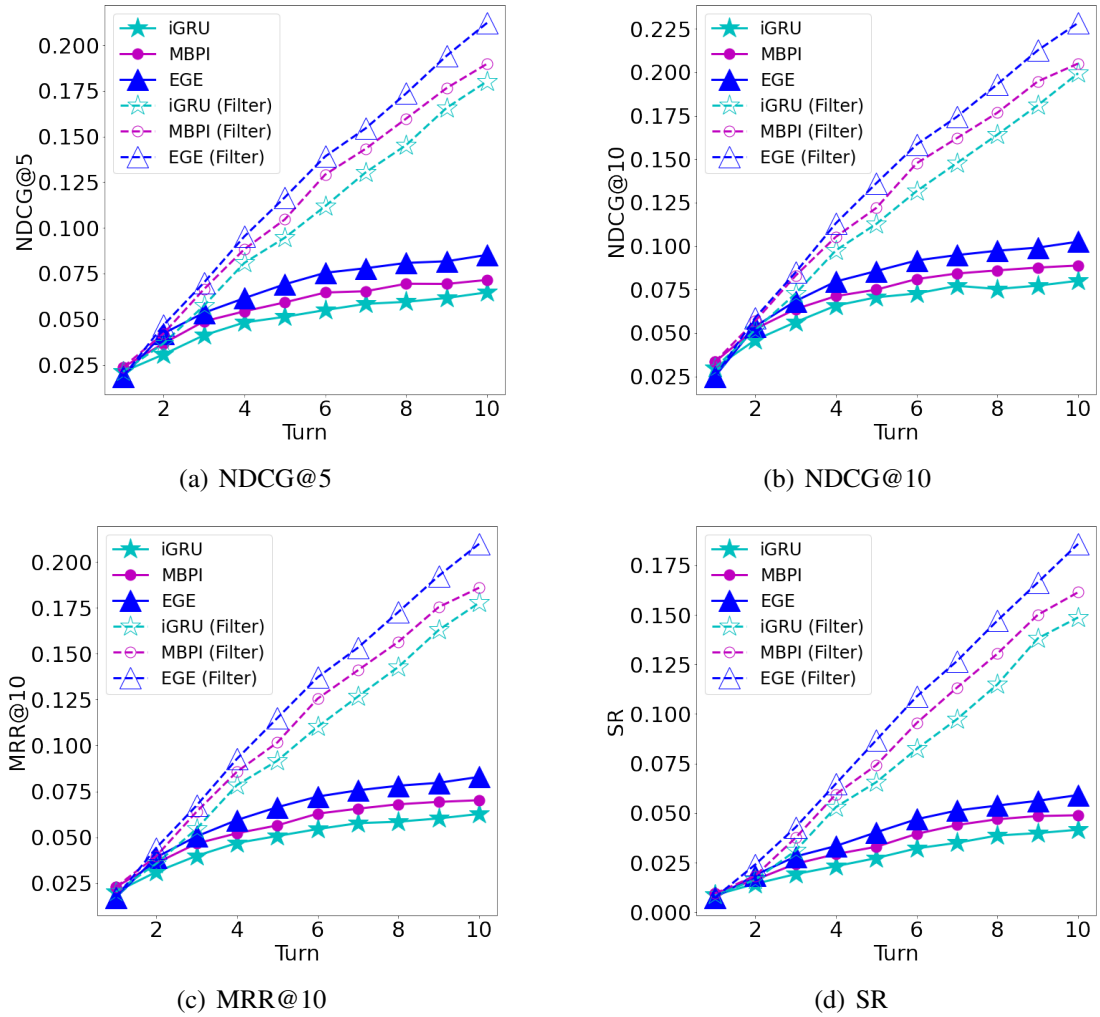 iGRU
MBPI
EGE
iGRU (Filter)
MBPI (Filter)
EGE (Filter)
0.200
0.175
0.150
0.125
0.100
0.075
0.050
0.025
NDCG@5
2 4 6 8 10
Turn
(a) NDCG@5
iGRU
MBPI
EGE
iGRU (Filter)
MBPI (Filter)
EGE (Filter)
0.225
0.200
0.175
0.150
0.125
0.100
0.075
0.050
0.025
NDCG@10
2 4 6 8 10
Turn
(b) NDCG@10
iGRU
MBPI
EGE
iGRU (Filter)
MBPI (Filter)
EGE (Filter)
0.200
0.175
0.150
0.125
0.100
0.075
0.050
0.025
MRR@10
2 4 6 8 10
Turn
(c) MRR@10
iGRU
MBPI
EGE
iGRU (Filter)
MBPI (Filter)
EGE (Filter)
0.175
0.150
0.125
0.100
0.075
0.050
0.025
0.000
SR
2 4 6 8 10
Turn
(d) SR